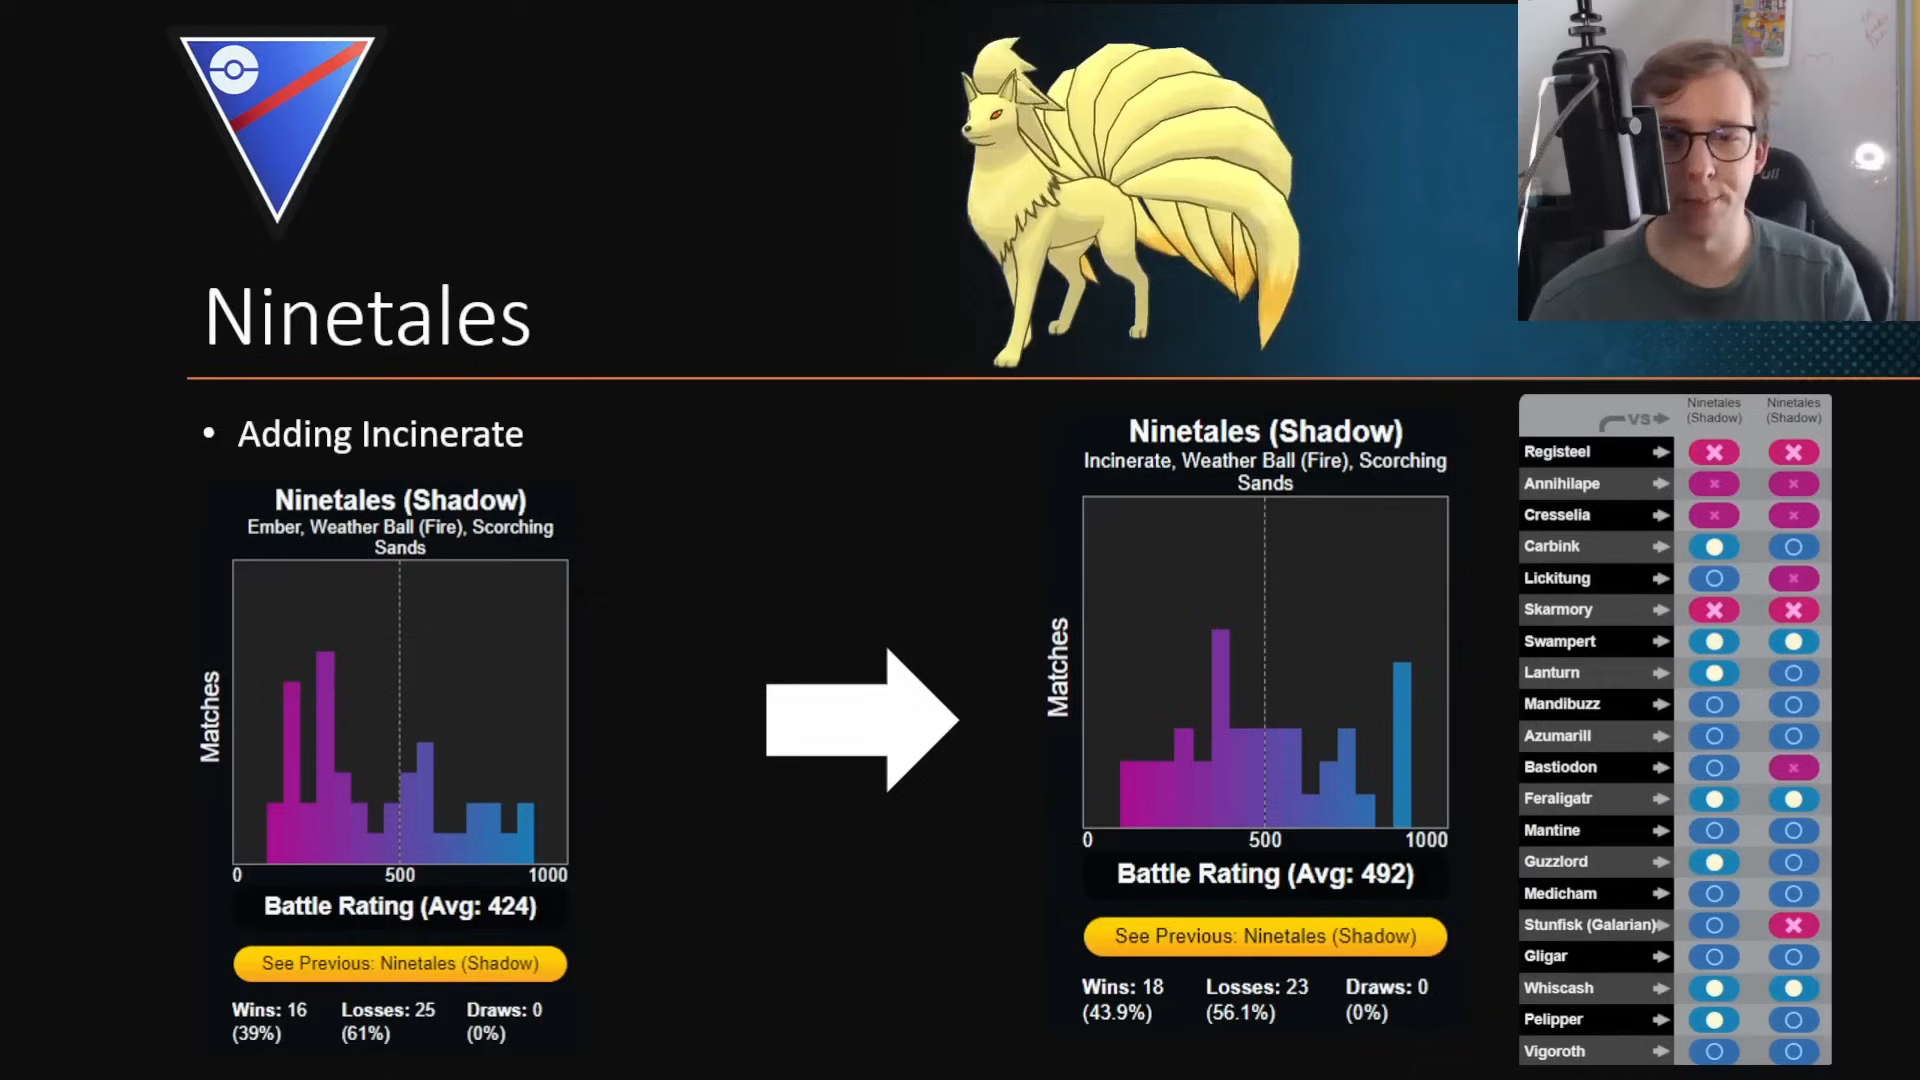 Ninetales
• Adding Incinerate
Ninetales (Shadow)
Ember, Weather Ball (Fire), Scorching
Sands
Matches
0 500 1000
Battle Rating (Avg: 424)
See Previous: Ninetales (Shadow)
Wins: 16 Losses: 25 Draws: 0
(39%) (61%) (0%)
Ninetales (Shadow)
Incinerate, Weather Ball (Fire), Scorching
Sands
Matches
0 500 1000
Battle Rating (Avg: 492)
See Previous: Ninetales (Shadow)
Wins: 18 Losses: 23 Draws: 0
(43.9%) (56.1%) (0%)
Ninetales Ninetales
VS (Shadow) (Shadow)
Registeel
Annihilape
Cresselia
Carbink
Lickitung
Skarmory
Swampert
Lanturn
Mandibuzz
Azumarill
Bastiodon
Feraligatr
Mantine
Guzzlord
Medicham
Stunfisk (Galarian)
Gligar
Whiscash
Pelipper
Vigoroth